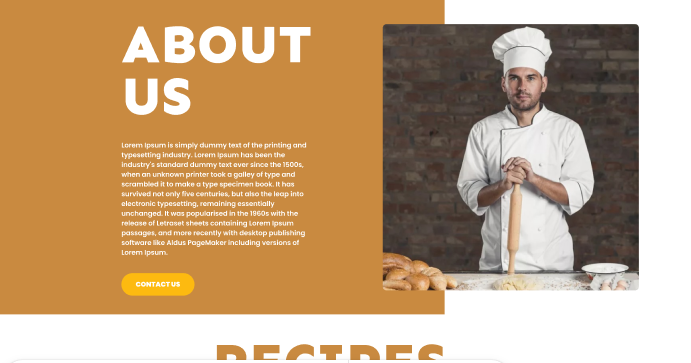 ABOUT
US
Lorem Ipsum is simply dummy text of the printing and
typesetting industry. Lorem Ipsum has been the
industry's standard dummy text ever since the 1500s,
when an unknown printer took a galley of type and
scrambled it to make a type specimen book. It has
survived not only five centuries, but also the leap into
electronic typesetting, remaining essentially
unchanged. It was popularised in the 1960s with the
release of Letraset sheets containing Lorem Ipsum
passages, and more recently with desktop publishing
software like Aldus PageMaker including versions of
Lorem Ipsum.
CONTACT US
RECIPES